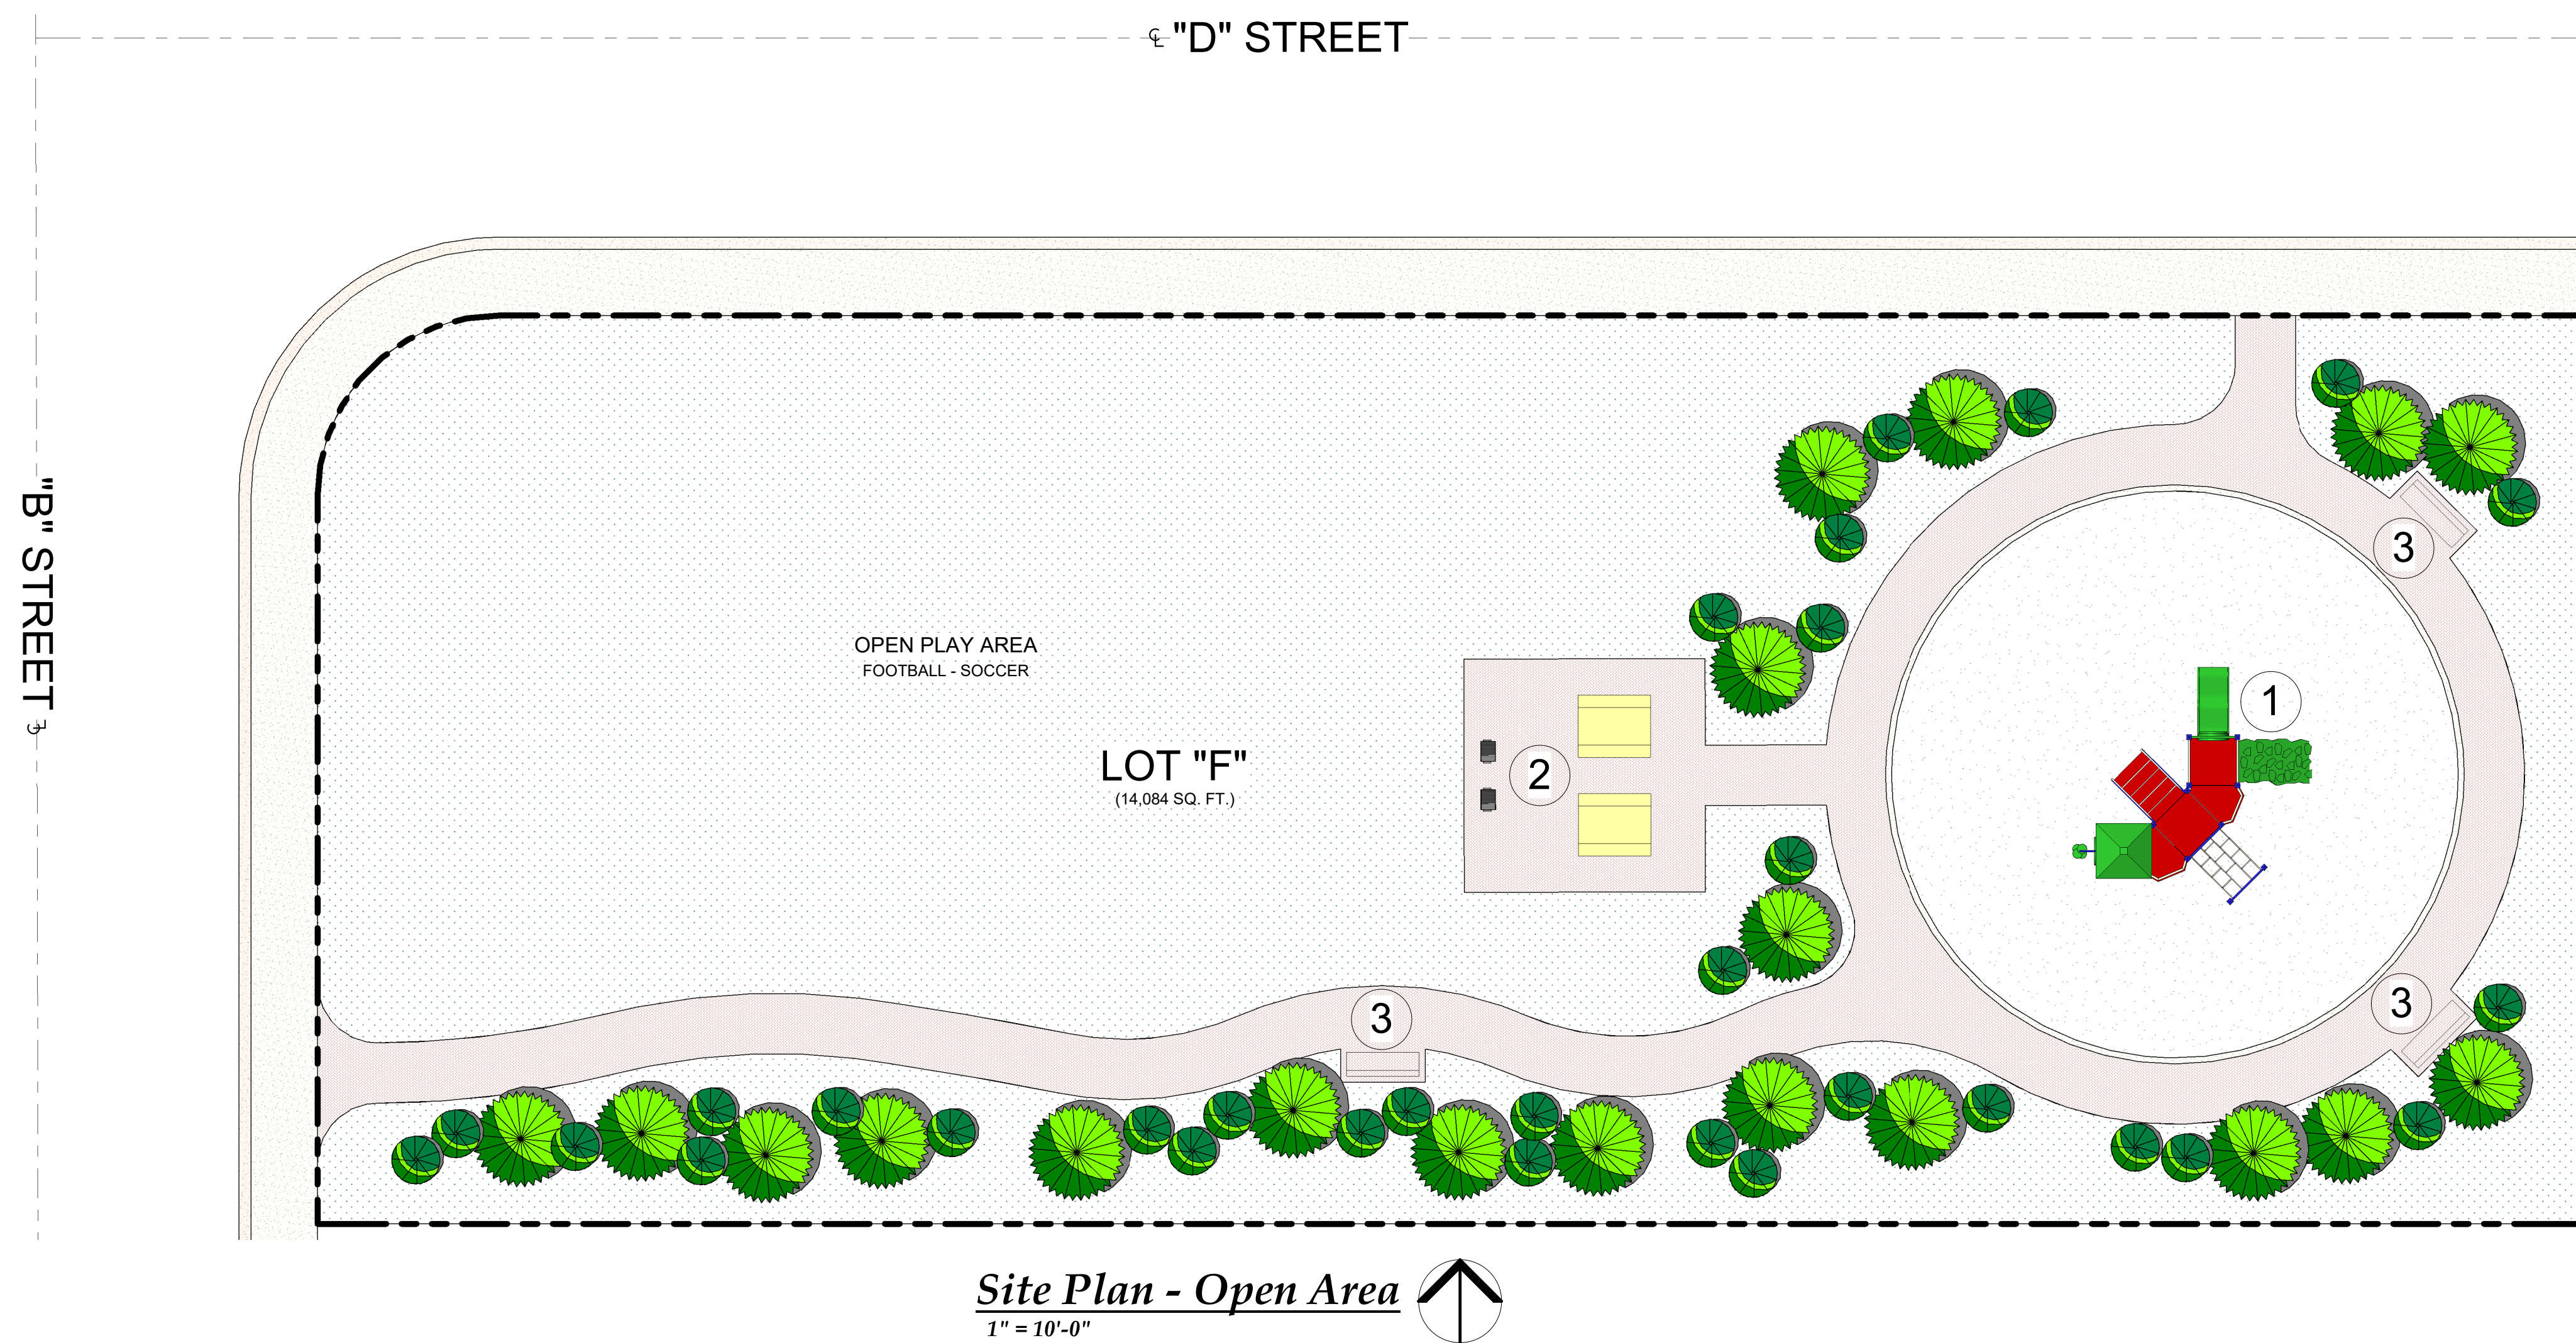 ℄ "D" STREET
"B" STREET ℄
OPEN PLAY AREA
FOOTBALL - SOCCER
LOT "F"
(14,084 SQ. FT.)
3
1
2
3
3
Site Plan - Open Area
1" = 10'-0"